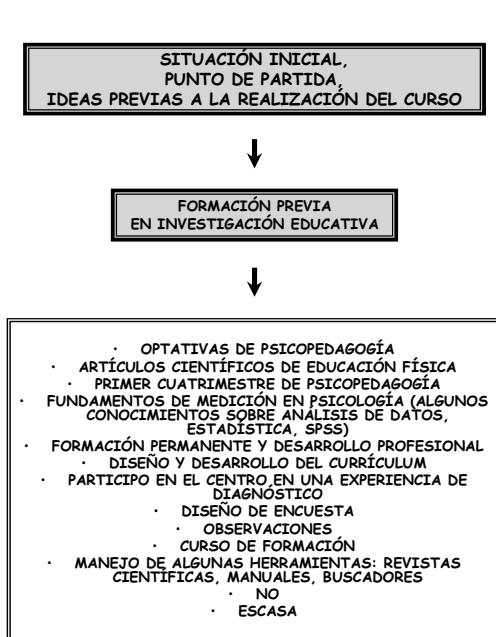 SITUACIÓN INICIAL,
PUNTO DE PARTIDA,
IDEAS PREVIAS A LA REALIZACIÓN DEL CURSO
FORMACIÓN PREVIA
EN INVESTIGACIÓN EDUCATIVA
· OPTATIVAS DE PSICOPEDAGOGÍA
· ARTÍCULOS CIENTÍFICOS DE EDUCACIÓN FÍSICA
· PRIMER CUATRIMESTRE DE PSICOPEDAGOGÍA
· FUNDAMENTOS DE MEDICIÓN EN PSICOLOGÍA (ALGUNOS
CONOCIMIENTOS SOBRE ANÁLISIS DE DATOS,
ESTADÍSTICA, SPSS)
· FORMACIÓN PERMANENTE Y DESARROLLO PROFESIONAL
· DISEÑO Y DESARROLLO DEL CURRÍCULUM
· PARTICIPO EN EL CENTRO EN UNA EXPERIENCIA DE
DIAGNÓSTICO
· DISEÑO DE ENCUESTA
· OBSERVACIONES
· CURSO DE FORMACIÓN
· MANEJO DE ALGUNAS HERRAMIENTAS: REVISTAS
CIENTÍFICAS, MANUALES, BUSCADORES
· NO
· ESCASA